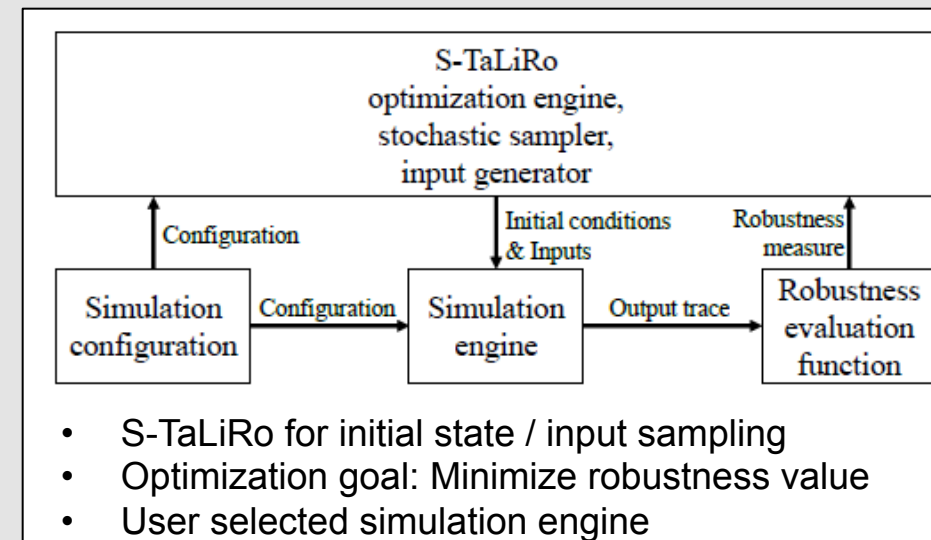 S-TaLiRo
optimization engine,
stochastic sampler,
input generator
Configuration
Initial conditions
& Inputs
Robustness
measure
Simulation
configuration
Configuration
Simulation
engine
Output trace
Robustness
evaluation
function
• S-TaLiRo for initial state / input sampling
• Optimization goal: Minimize robustness value
• User selected simulation engine